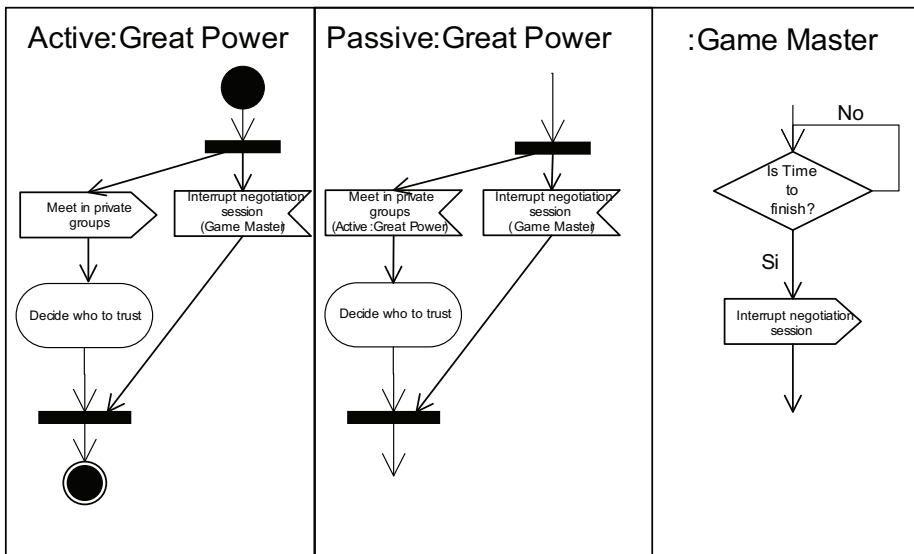 Active:Great Power
Meet in private
groups
Interrupt negotiation
session
(Game Master)
Decide who to trust
Passive:Great Power
Meet in private
groups
(Active :Great Power)
Interrupt negotiation
session
(Game Master)
Decide who to trust
:Game Master
No
Is Time
to
finish?
Si
Interrupt negotiation
session